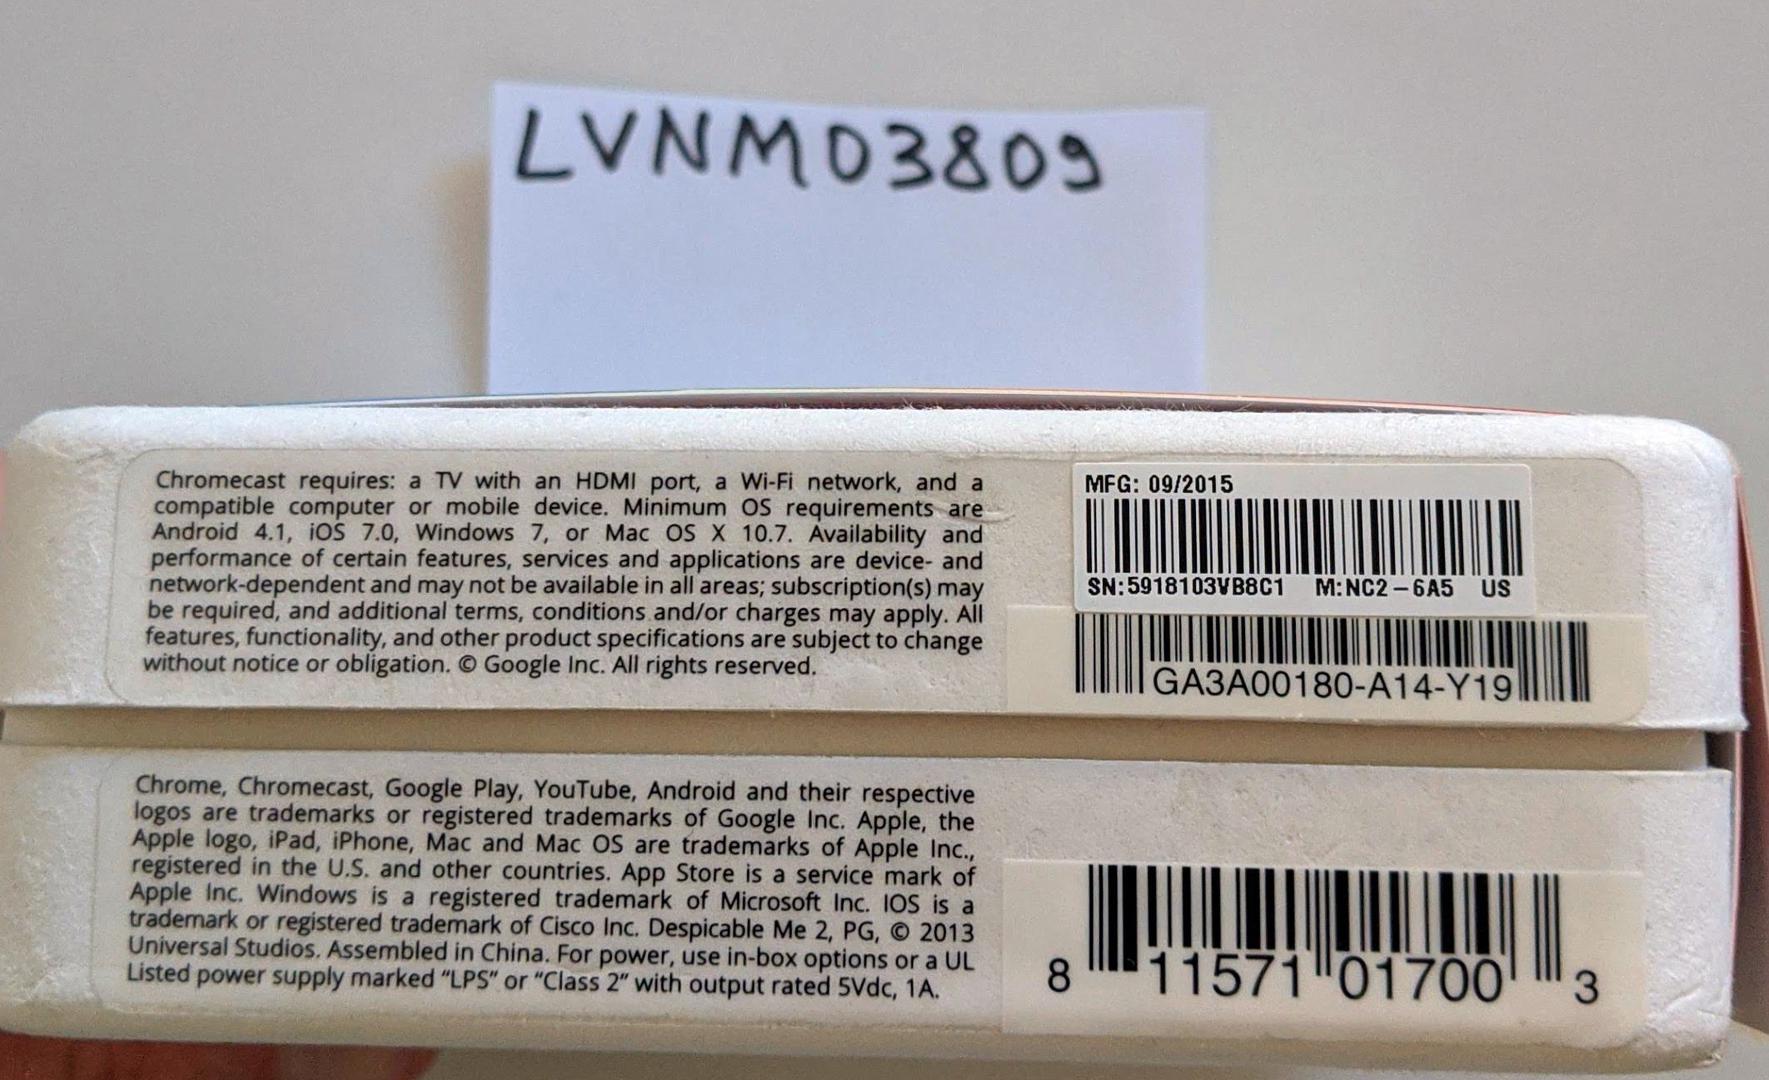 LVNM03809
Chromecast requires: a TV with an HDMI port, a Wi-Fi network, and a
compatible computer or mobile device. Minimum OS requirements are
Android 4.1, iOS 7.0, Windows 7, or Mac OS X 10.7. Availability and
performance of certain features, services and applications are device- and
network-dependent and may not be available in all areas; subscription(s) may
be required, and additional terms, conditions and/or charges may apply. All
features, functionality, and other product specifications are subject to change
without notice or obligation. © Google Inc. All rights reserved.
MFG: 09/2015
SN:5918103VB8C1 M:NC2-6A5 US
GA3A00180-A14-Y19
Chrome, Chromecast, Google Play, YouTube, Android and their respective
logos are trademarks or registered trademarks of Google Inc. Apple, the
Apple logo, iPad, iPhone, Mac and Mac OS are trademarks of Apple Inc.,
registered in the U.S. and other countries. App Store is a service mark of
Apple Inc. Windows is a registered trademark of Microsoft Inc. IOS is a
trademark or registered trademark of Cisco Inc. Despicable Me 2, PG, © 2013
Universal Studios. Assembled in China. For power, use in-box options or a UL
Listed power supply marked “LPS” or “Class 2” with output rated 5Vdc, 1A.
8 11571 01700 3